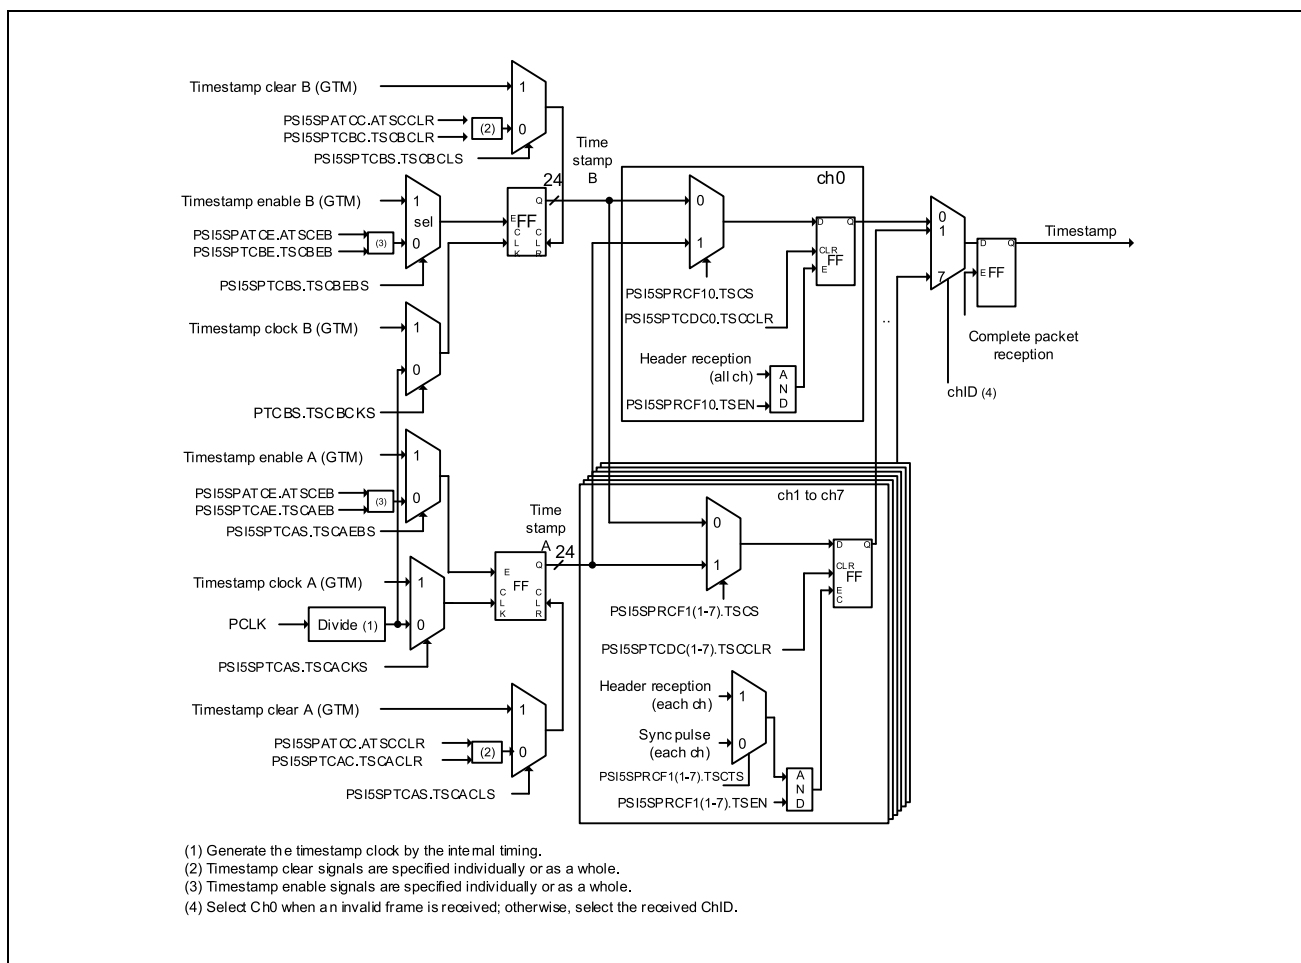 Timestamp clear B (GTM)
1
PSI5SPATCC.ATSCCLR
PSI5SPTCBC.TSCBCLR
(2)
0
PSI5SPTCBS.TSCBCLS
Time
stamp
B
24
ch0
Timestamp enable B (GTM)
1
sel
PSI5SPATCE.ATSCEB
PSI5SPTCBE.TSCBEB
(3)
0
PSI5SPTCBS.TSCBEBS
E
FF
Q
C
L
K
C
L
R
0
1
D
Q
CLR
FF
E
0
1
7
D
Q
E
FF
Timestamp
PSI5SPRCF10.TSCS
PSI5SPTCDC0.TSCCLR
Timestamp clock B (GTM)
1
0
PTCBS.TSCBCKS
Header reception
(all ch)
A
N
D
PSI5SPRCF10.TSEN
..
Complete packet
reception
chID (4)
Timestamp enable A (GTM)
1
PSI5SPATCE.ATSCEB
PSI5SPTCAE.TSCAEB
(3)
0
PSI5SPTCAS.TSCAEBS
Time
stamp
A
24
ch1 to ch7
0
1
D
Q
CLR
FF
E
C
E
Q
FF
C
L
K
C
L
R
Timestamp clock A (GTM)
1
PCLK
Divide (1)
0
PSI5SPTCAS.TSCACKS
PSI5SPRCF1(1-7).TSCS
PSI5SPTCDC(1-7).TSCCLR
Header reception
(each ch)
1
Sync pulse
(each ch)
0
PSI5SPRCF1(1-7).TSCTS
PSI5SPRCF1(1-7).TSEN
A
N
D
Timestamp clear A (GTM)
1
PSI5SPATCC.ATSCCLR
PSI5SPTCAC.TSCACLR
(2)
0
PSI5SPTCAS.TSCACLS
(1) Generate the timestamp clock by the internal timing.
(2) Timestamp clear signals are specified individually or as a whole.
(3) Timestamp enable signals are specified individually or as a whole.
(4) Select Ch0 when an invalid frame is received; otherwise, select the received ChID.